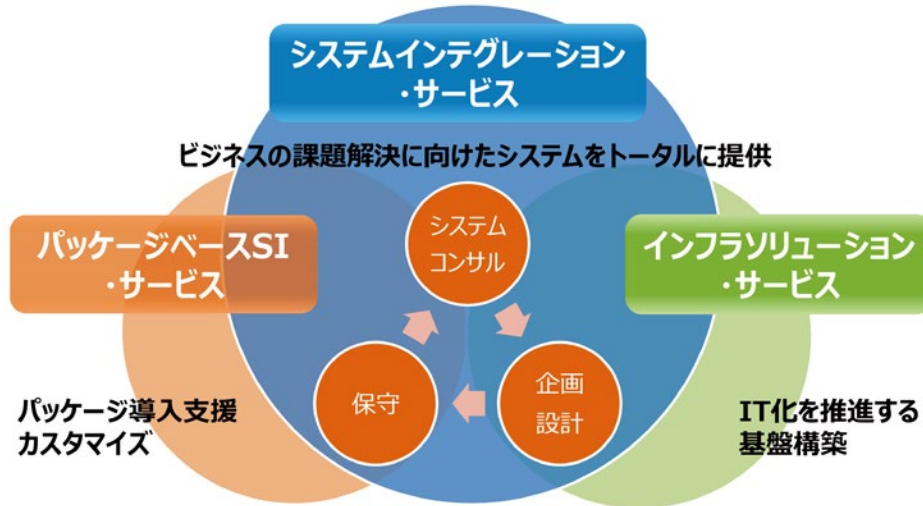 システムインテグレーション
・サービス
ビジネスの課題解決に向けたシステムをトータルに提供
パッケージベースSI
・サービス
システム
コンサル
インフラソリューション
・サービス
保守
企画
設計
パッケージ導入支援
カスタマイズ
IT化を推進する
基盤構築